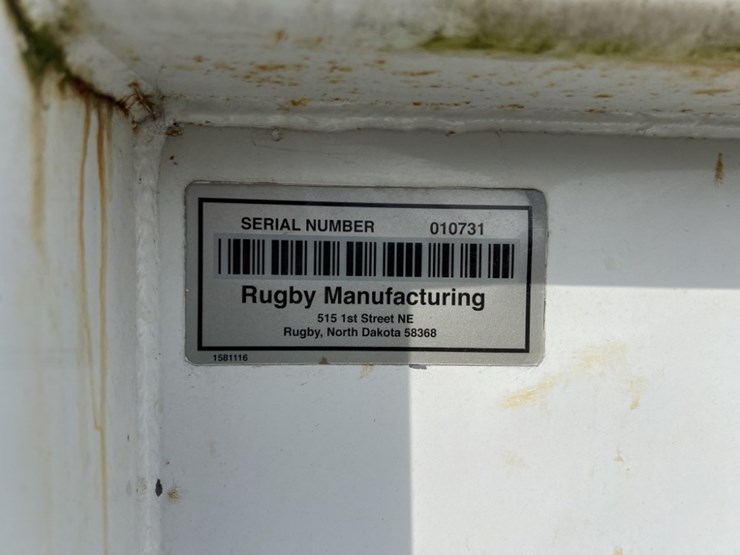 SERIAL NUMBER 010731
Rugby Manufacturing
515 1st Street NE
Rugby, North Dakota 58368
1581116